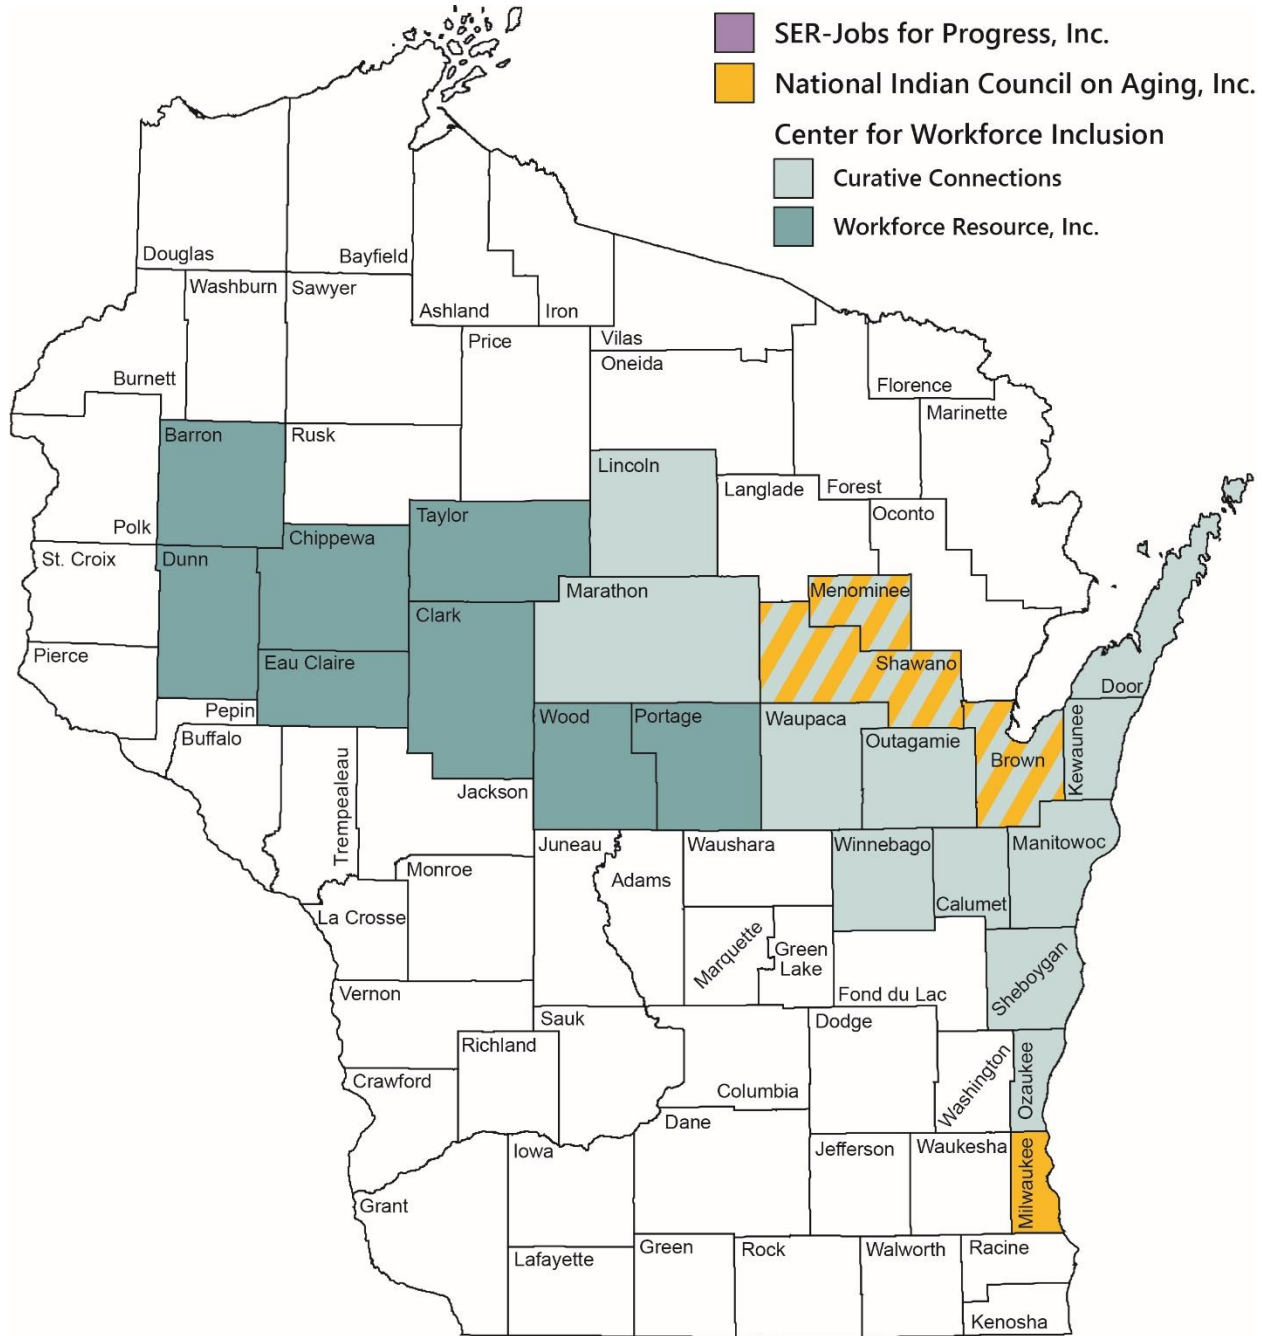 SER-Jobs for Progress, Inc.
National Indian Council on Aging, Inc.
Center for Workforce Inclusion
Curative Connections
Workforce Resource, Inc.
Douglas
Bayfield
Washburn
Sawyer
Ashland
Iron
Price
Vilas
Oneida
Burnett
Florence
Marinette
Barron
Rusk
Lincoln
Langlade
Forest
Oconto
Taylor
Polk
Chippewa
St. Croix
Dunn
Marathon
Menominee
Clark
Pierce
Eau Claire
Shawano
Door
Pepin
Buffalo
Wood
Portage
Waupaca
Outagamie
Brown
Kewaunee
Trempealeau
Jackson
Juneau
Adams
Waushara
Winnebago
Manitowoc
Monroe
Calumet
La Crosse
Marquette
Green
Lake
Sheboygan
Vernon
Fond du Lac
Sauk
Dodge
Richland
Washington
Ozaukee
Crawford
Columbia
Dane
Iowa
Jefferson
Waukesha
Milwaukee
Grant
Lafayette
Green
Rock
Walworth
Racine
Kenosha